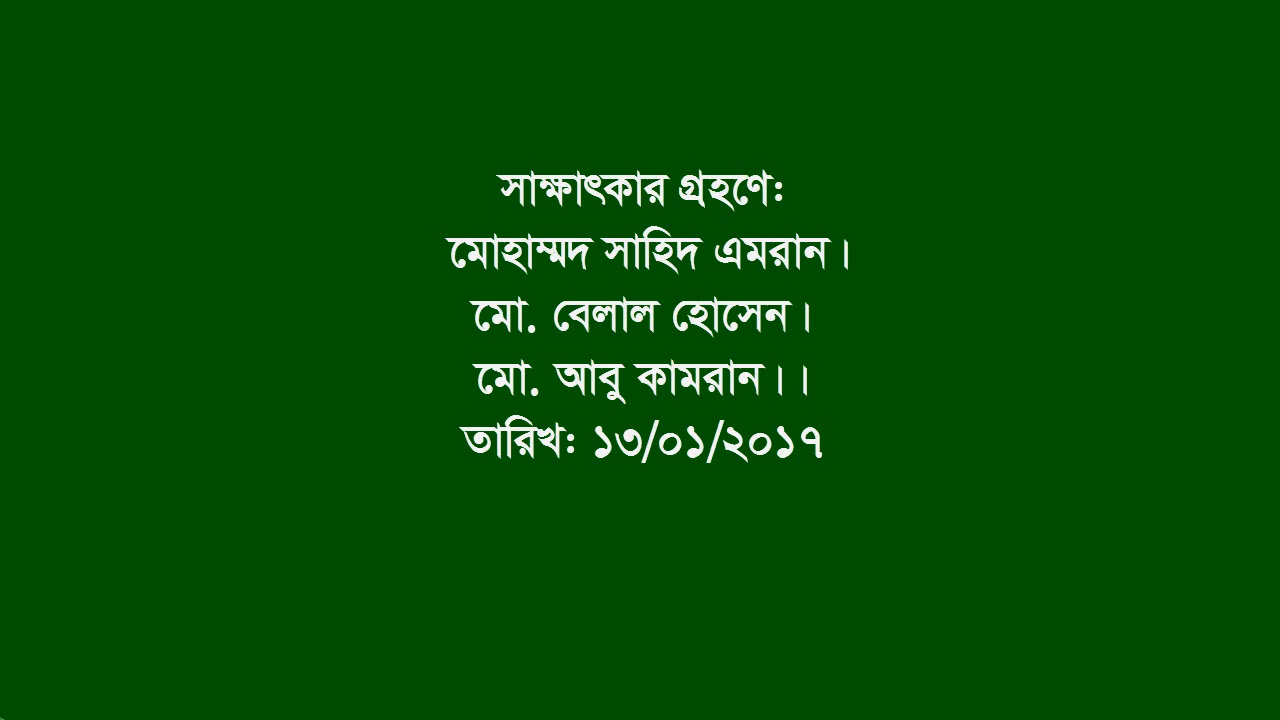 সাক্ষাৎকার গ্রহণে:
মোহাম্মদ সাহিদ এমরান।
মো. বেলাল হোসেন।
মো. আবু কামরান।।
তারিখ: ১৩/০১/২০১৭